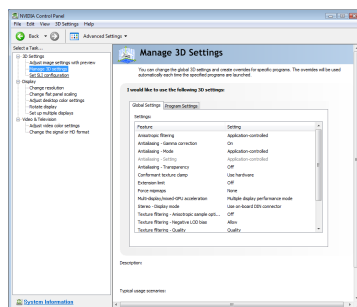 NVIDIA Control Panel
File Edit View 3D Settings Help
Back
Advanced Settings
Select a Task...
3D Settings
Adjust image settings with preview
Manage 3D settings
Set SLI configuration
Display
Change resolution
Change flat panel scaling
Adjust desktop color settings
Rotate display
Set up multiple displays
Video & Television
Adjust video color settings
Change the signal or HD format
System Information
Manage 3D Settings
You can change the global 3D settings and create overrides for specific programs. The overrides will be used
automatically each time the specified programs are launched.
I would like to use the following 3D settings:
Global Settings Program Settings
Settings:
Feature Setting
Anisotropic filtering Application-controlled
Antialiasing - Gamma correction On
Antialiasing - Mode Application-controlled
Antialiasing - Setting Application-controlled
Antialiasing - Transparency Off
Conformant texture clamp Use hardware
Extension limit Off
Force mipmaps None
Multi-display/mixed-GPU acceleration Multiple display performance mode
Stereo - Display mode Use on-board DIN connector
Texture filtering - Anisotropic sample opti... Off
Texture filtering - Negative LOD bias Allow
Texture filtering - Quality Quality
Description:
Typical usage scenarios: